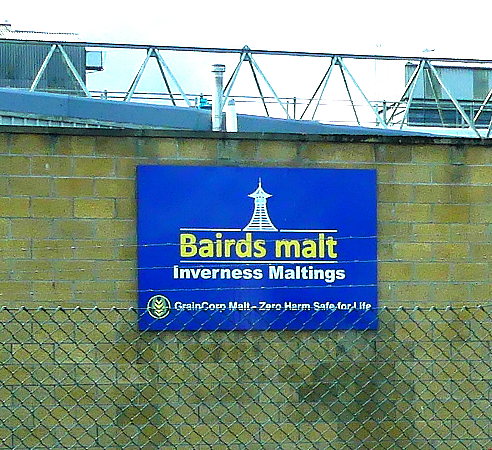 Bairds malt
Inverness Maltings
GrainCorp Malt - Zero Harm Safe for Life